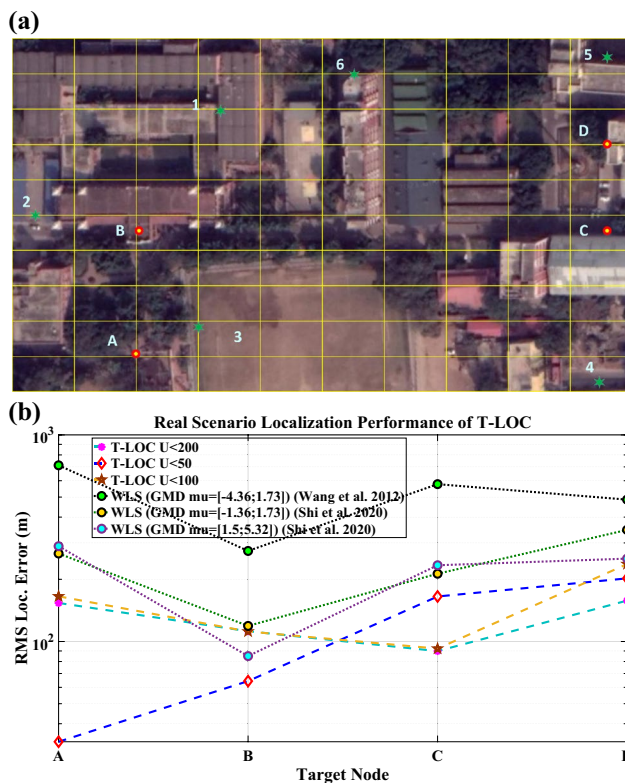 (a)
6
5
1
D
2
B
C
3
A
4
(b)
Real Scenario Localization Performance of T-LOC
10³
T-LOC U<200
T-LOC U<50
T-LOC U<100
WLS (GMD mu=[-4.36;1.73]) (Wang et al. 2012)
WLS (GMD mu=[-1.36;1.73]) (Shi et al. 2020)
WLS (GMD mu=[1.5;5.32]) (Shi et al. 2020)
RMS Loc. Error (m)
10²
A
B
C
Target Node